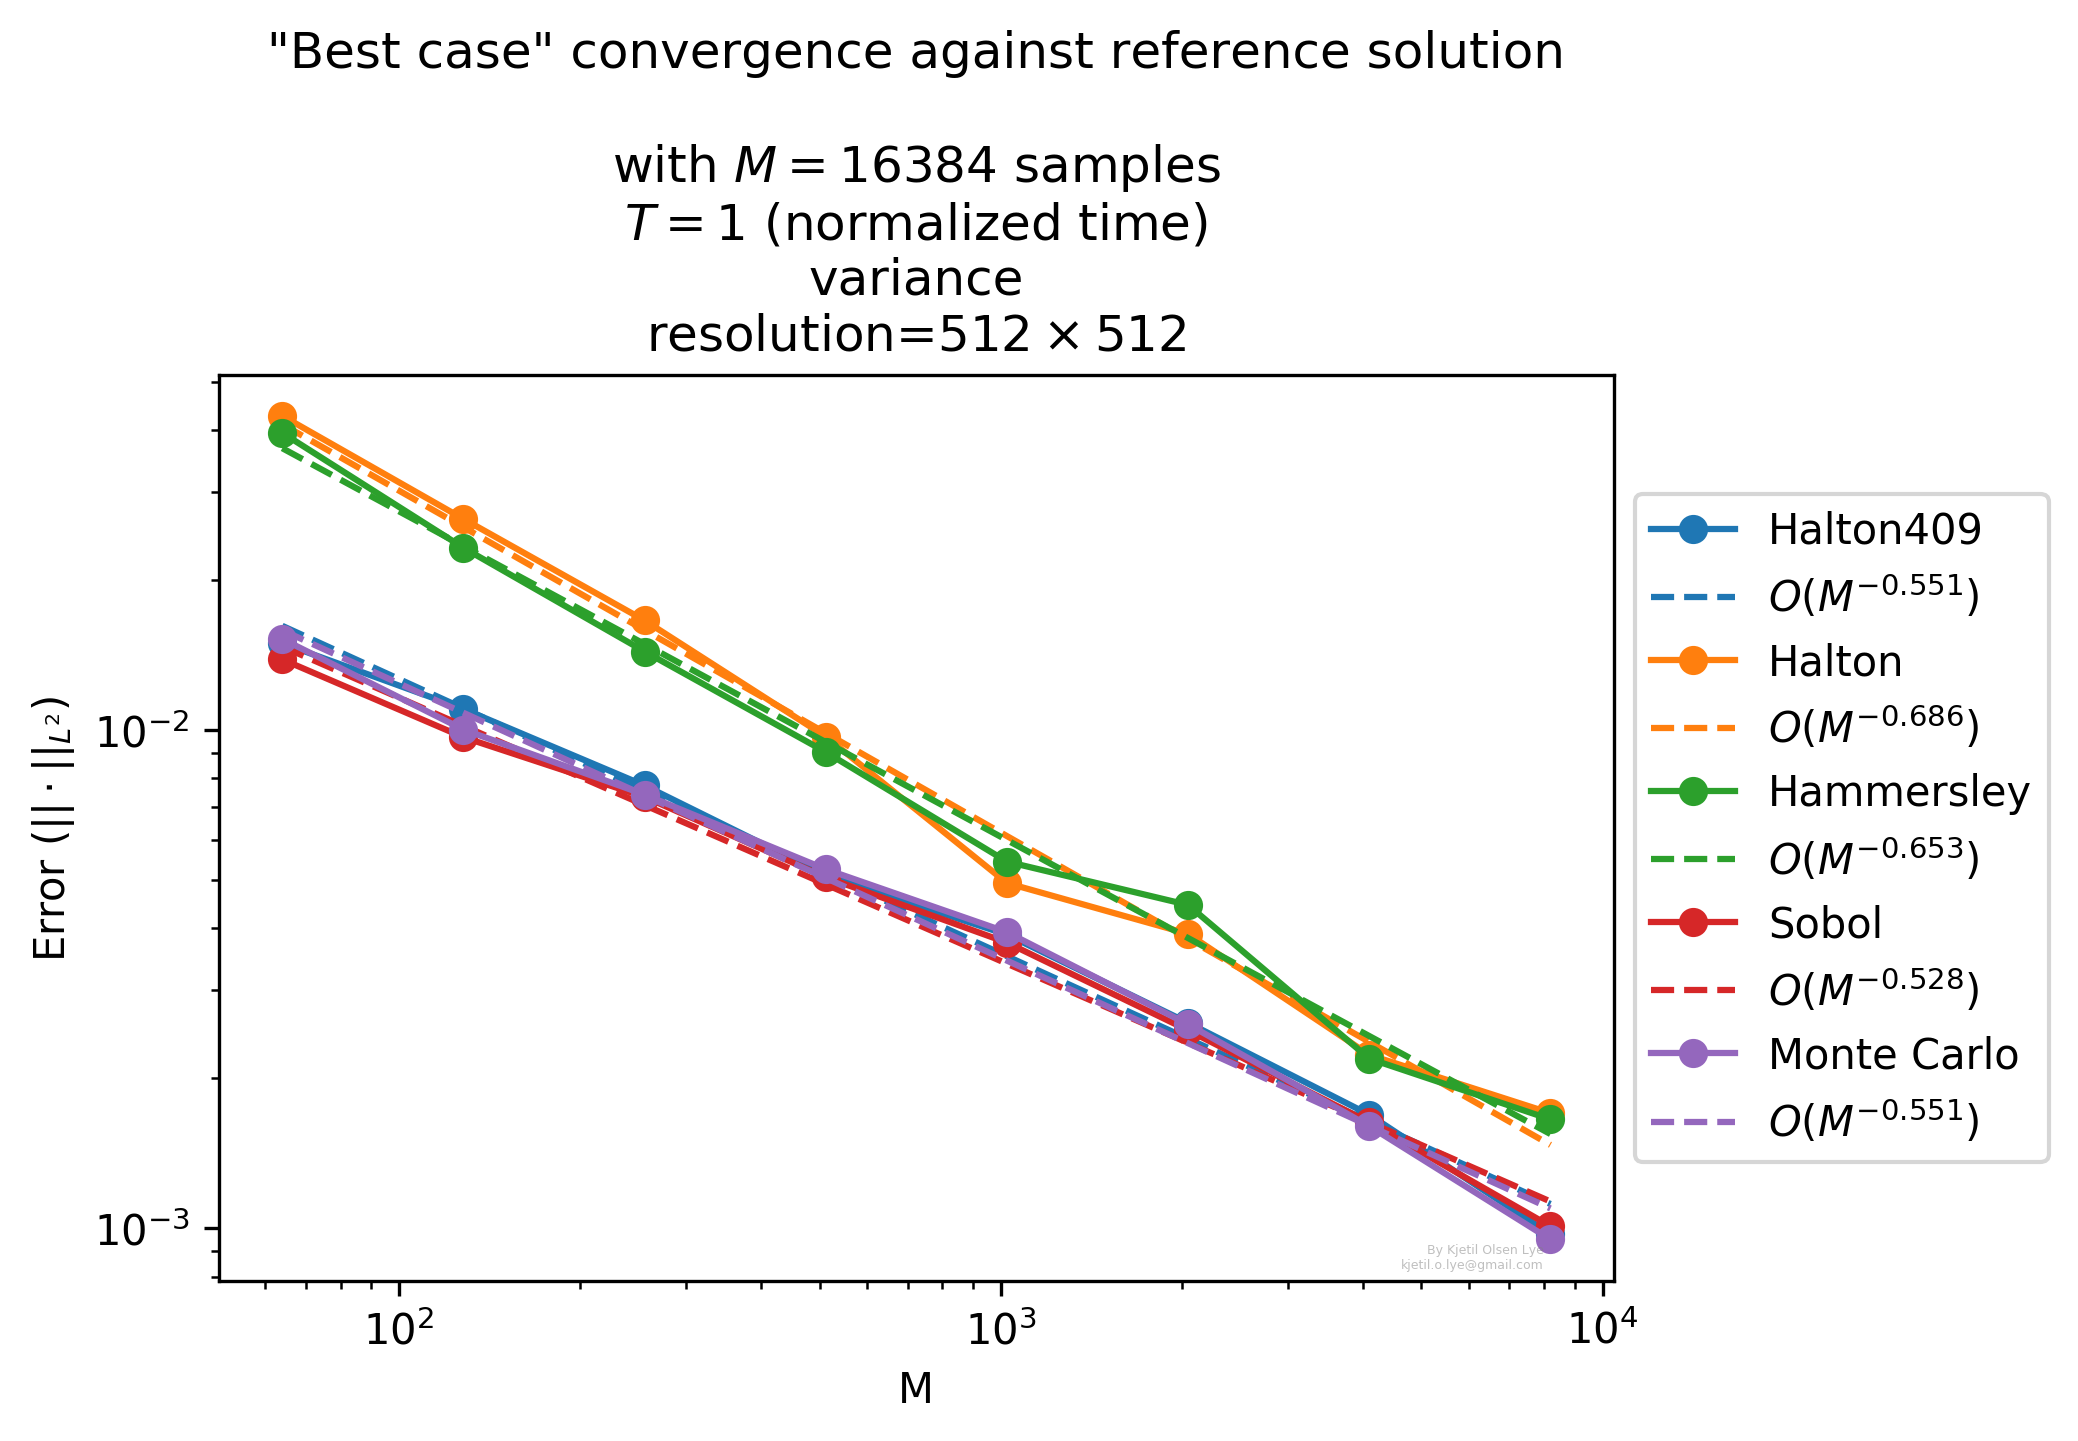 "Best case" convergence against reference solution
with M = 16384 samples
T = 1 (normalized time)
variance
resolution=512 × 512
Error (|| · ||_{L^2})
10^{-2}
10^{-3}
10^2
10^3
10^4
M
Halton409
O(M^{-0.551})
Halton
O(M^{-0.686})
Hammersley
O(M^{-0.653})
Sobol
O(M^{-0.528})
Monte Carlo
O(M^{-0.551})
By Kjetil Olsen Lye
kjetil.o.lye@gmail.com